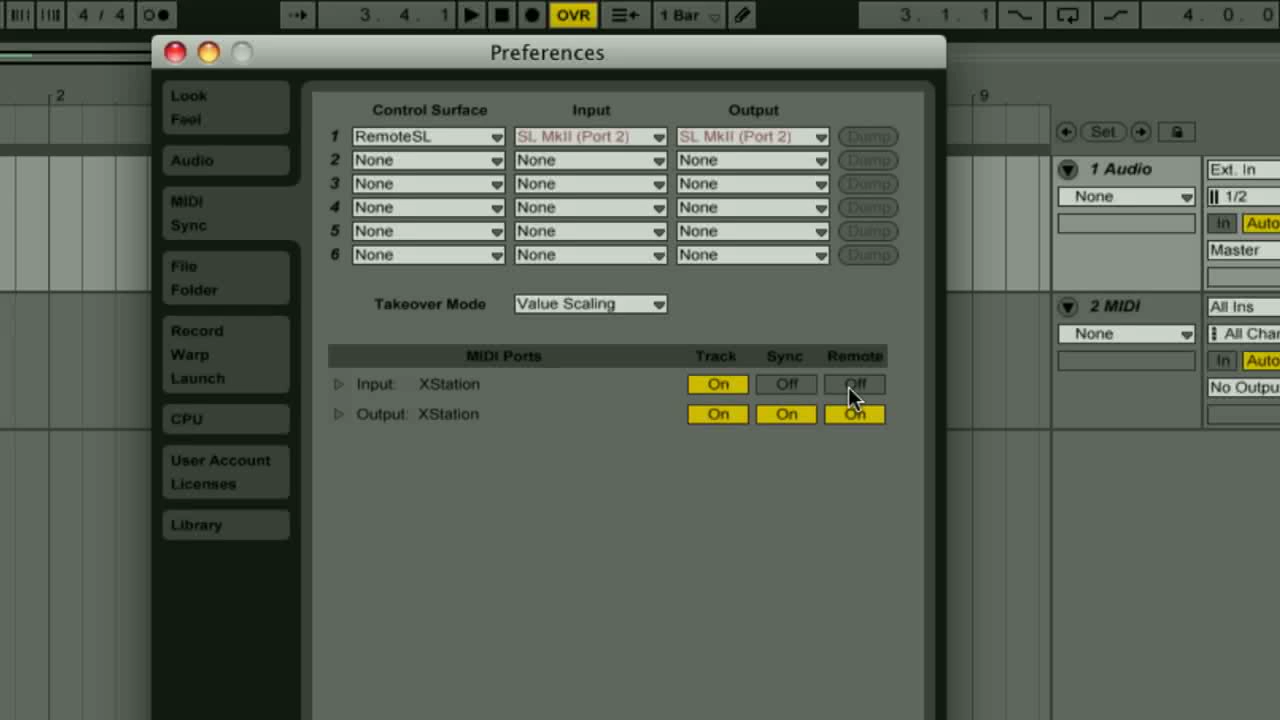 4 / 4 3. 4. 1 OVR 1 Bar 3. 1. 1 4. 0. 0
Preferences
2
9
Look
Feel
Audio
MIDI
Sync
File
Folder
Record
Warp
Launch
CPU
User Account
Licenses
Library
Control Surface Input Output
1 RemoteSL SL MkII (Port 2) SL MkII (Port 2) Dump
2 None None None Dump
3 None None None Dump
4 None None None Dump
5 None None None Dump
6 None None None Dump
Takeover Mode Value Scaling
MIDI Ports Track Sync Remote
Input: XStation On Off Off
Output: XStation On On On
Set
1 Audio Ext. In
None 1/2
In Auto
Master
2 MIDI All Ins
None All Chan
In Auto
No Outpu